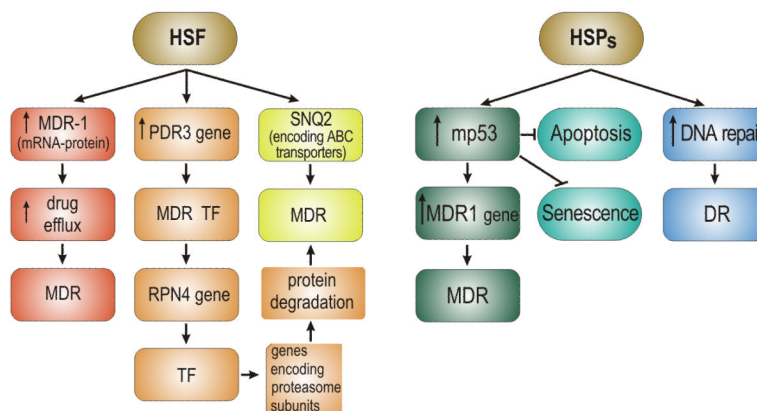 HSF
↑ MDR-1
(mRNA-protein)
↑ drug
efflux
MDR
↑ PDR3 gene
MDR TF
RPN4 gene
TF
genes
encoding
proteasome
subunits
protein
degradation
SNQ2
(encoding ABC
transporters)
MDR
HSPs
↑ mp53
↑ MDR1 gene
MDR
Apoptosis
Senescence
↑ DNA repair
DR